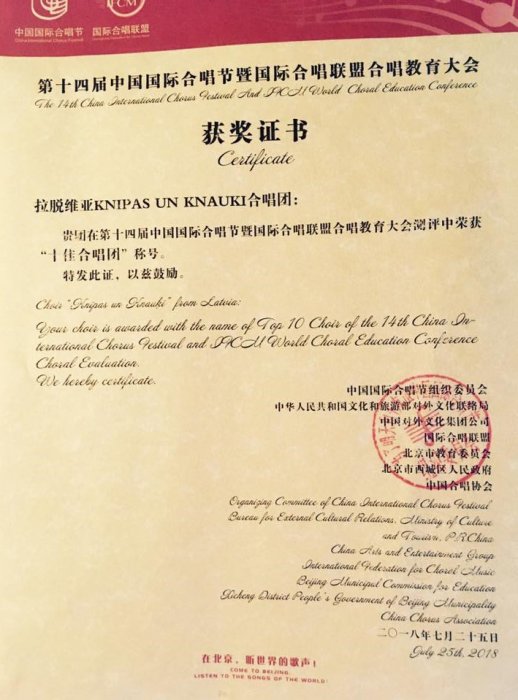 CM
中国国际合唱节
国际合唱联盟
第十四届中国国际合唱节暨国际合唱联盟合唱教育大会
The 14th China International Chorus Festival And IFCM World Choral Education Conference
获奖证书
Certificate
拉脱维亚KNIPAS UN KNAUKI合唱团:
贵团在第十四届中国国际合唱节暨国际合唱联盟合唱教育大会测评中荣获
“十佳合唱团”称号。
特发此证,以兹鼓励。
Choir "Knipas un Knauki" from Latvia:
Your choir is awarded with the name of Top 10 Choir of the 14th China In-
ternational Chorus Festival and IFCM World Choral Education Conference
Choral Evaluation.
We hereby certificate.
中国国际合唱节组织委员会
中华人民共和国文化和旅游部对外文化联络局
中国对外文化集团公司
国际合唱联盟
北京市教育委员会
北京市西城区人民政府
中国合唱协会
Organizing Committee of China International Chorus Festival
Bureau for External Cultural Relations, Ministry of Culture
and Tourism, P.R.China
China Arts and Entertainment Group
International Federation for Choral Music
Beijing Municipal Commission for Education
Xicheng District People's Government of Beijing Municipality
China Chorus Association
二〇一八年七月二十五日
July 25th, 2018
在北京,听世界的歌声!
COME TO BEIJING,
LISTEN TO THE SONGS OF THE WORLD!